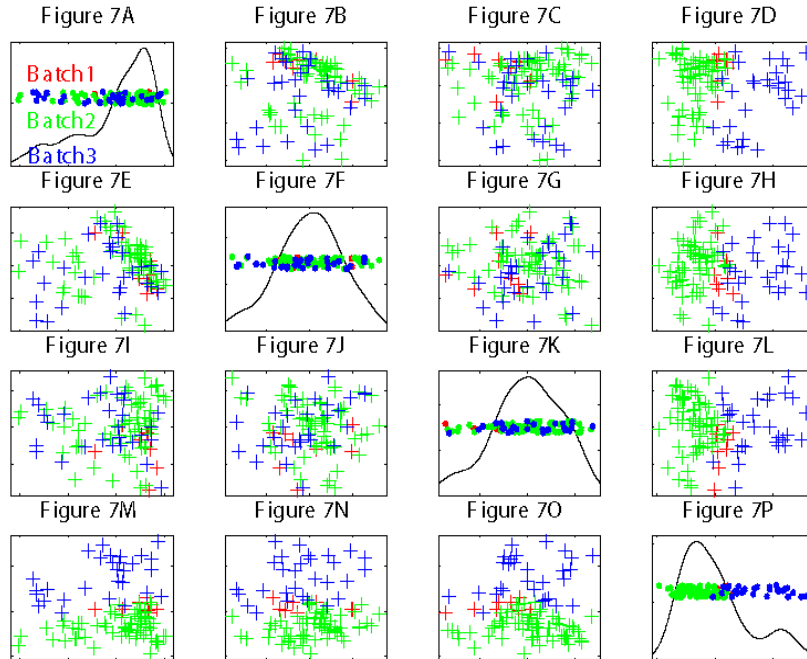 Figure 7A
Figure 7B
Figure 7C
Figure 7D
Batch1
Batch2
Batch3
Figure 7E
Figure 7F
Figure 7G
Figure 7H
Figure 7I
Figure 7J
Figure 7K
Figure 7L
Figure 7M
Figure 7N
Figure 7O
Figure 7P